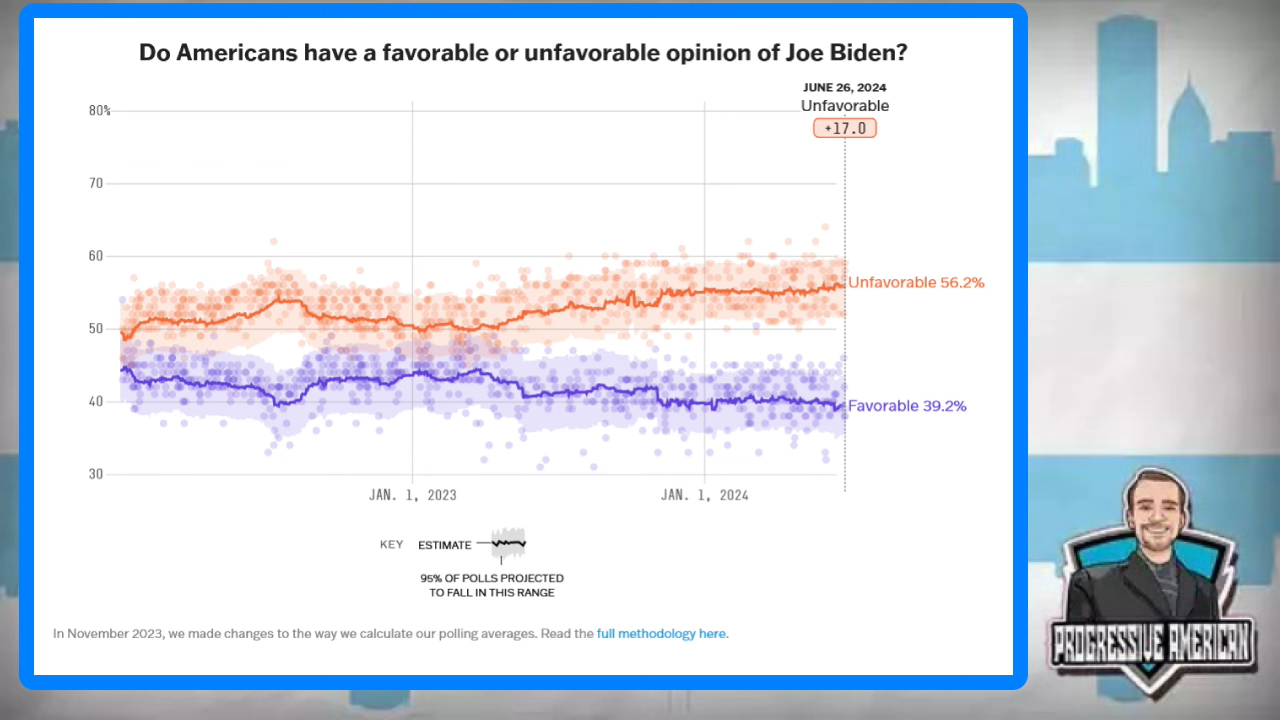 Do Americans have a favorable or unfavorable opinion of Joe Biden?
JUNE 26, 2024
Unfavorable
+17.0
80%
70
60
50
40
30
Unfavorable 56.2%
Favorable 39.2%
JAN. 1, 2023
JAN. 1, 2024
KEY
ESTIMATE
95% OF POLLS PROJECTED
TO FALL IN THIS RANGE
In November 2023, we made changes to the way we calculate our polling averages. Read the full methodology here.
PROGRESSIVE AMERICAN